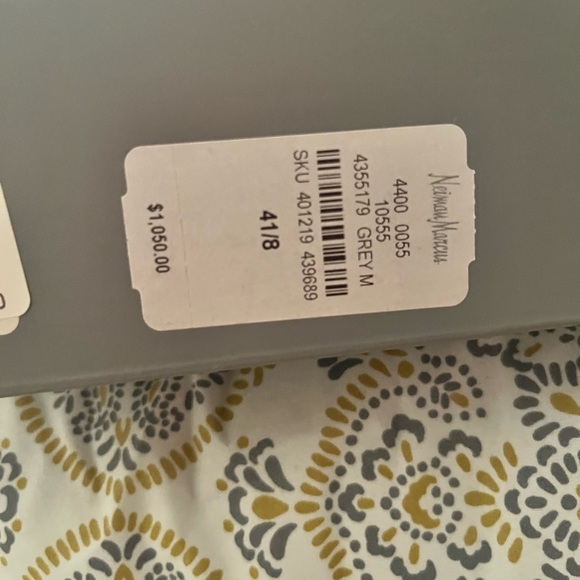 Neiman Marcus
4400 0055
10555
4355179 GREY M
SKU 401219 439689
41/8
$1,050.00